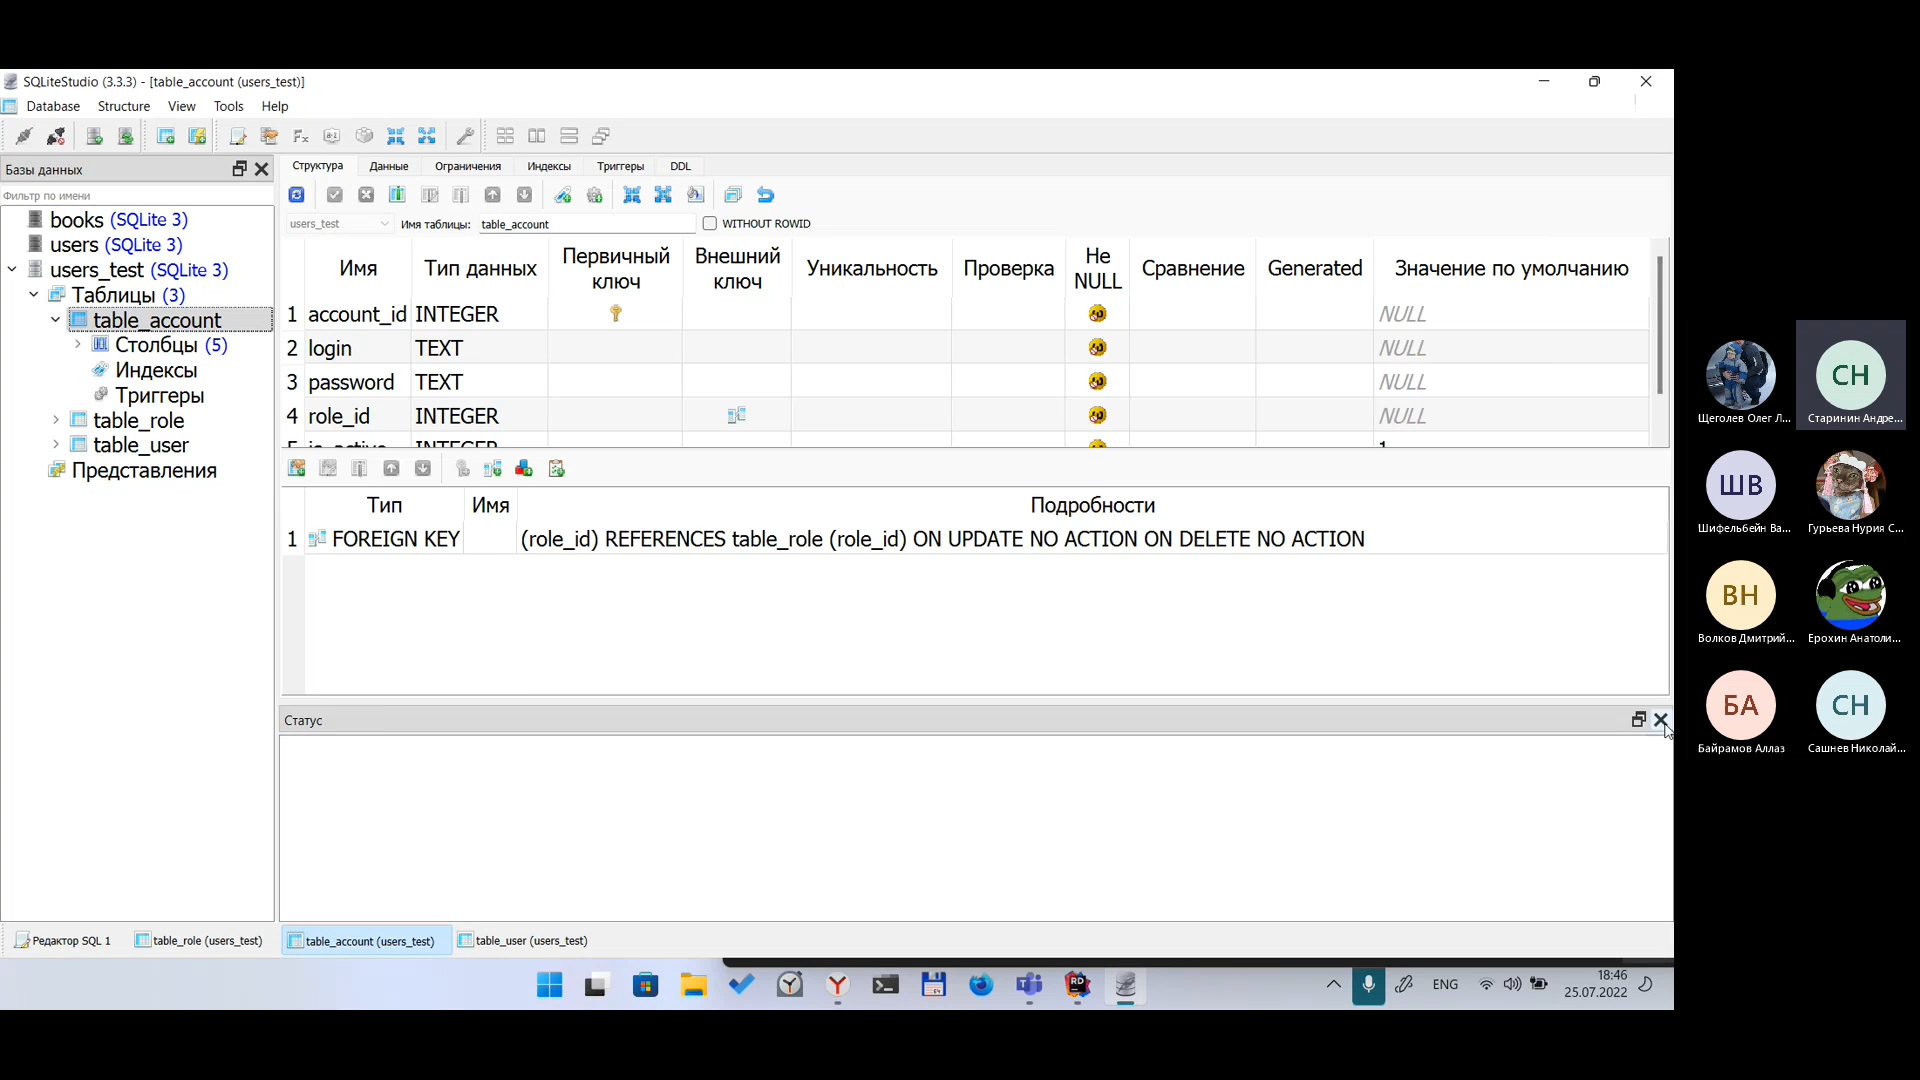 SQLiteStudio (3.3.3) - [table_account (users_test)]
Database Structure View Tools Help
Базы данных
Фильтр по имени
books (SQLite 3)
users (SQLite 3)
users_test (SQLite 3)
Таблицы (3)
table_account
Столбцы (5)
Индексы
Триггеры
table_role
table_user
Представления
Структура Данные Ограничения Индексы Триггеры DDL
users_test Имя таблицы: table_account WITHOUT ROWID
Имя Тип данных Первичный ключ Внешний ключ Уникальность Проверка Не NULL Сравнение Generated Значение по умолчанию
1 account_id INTEGER NULL
2 login TEXT NULL
3 password TEXT NULL
4 role_id INTEGER NULL
5 is_active INTEGER 1
Тип Имя Подробности
1 FOREIGN KEY (role_id) REFERENCES table_role (role_id) ON UPDATE NO ACTION ON DELETE NO ACTION
Статус
Редактор SQL 1 table_role (users_test) table_account (users_test) table_user (users_test)
ENG 18:46
25.07.2022
СН
Щеголев Олег Л... Старинин Андре...
ШВ
Шифельбейн Ва... Гурьева Нурия С...
ВН
Волков Дмитрий... Ерохин Анатоли...
БА СН
Байрамов Аллаз Сашнев Николай...